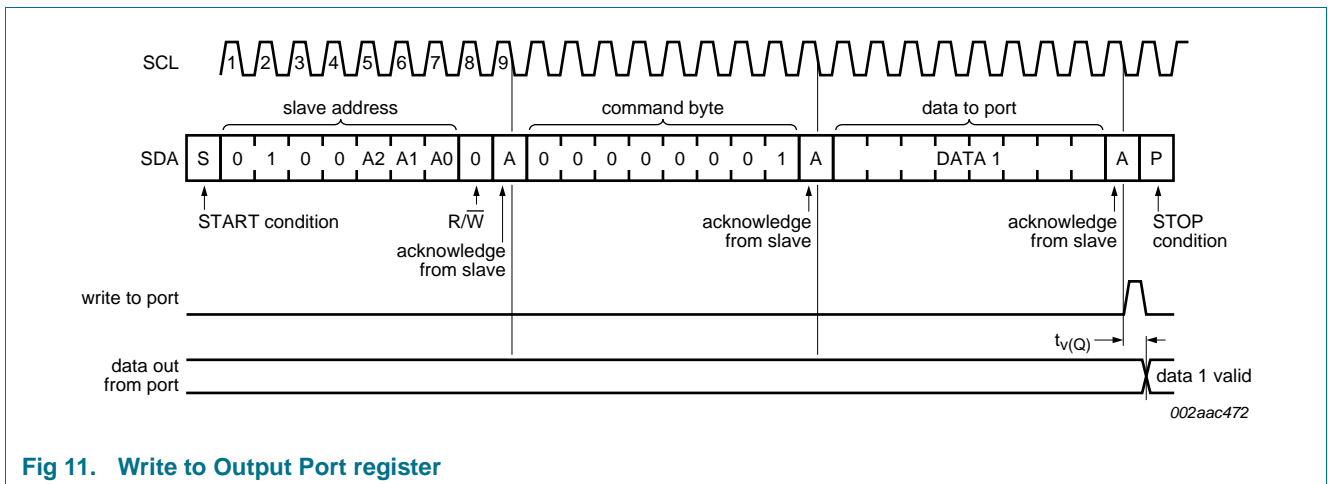 SCL 1 2 3 4 5 6 7 8 9
slave address command byte data to port
SDA S 0 1 0 0 A2 A1 A0 0 A 0 0 0 0 0 0 0 1 A DATA 1 A P
START condition R/W̅ acknowledge from slave acknowledge from slave acknowledge from slave STOP condition
write to port
tv(Q)
data out from port
data 1 valid
002aac472
Fig 11. Write to Output Port register